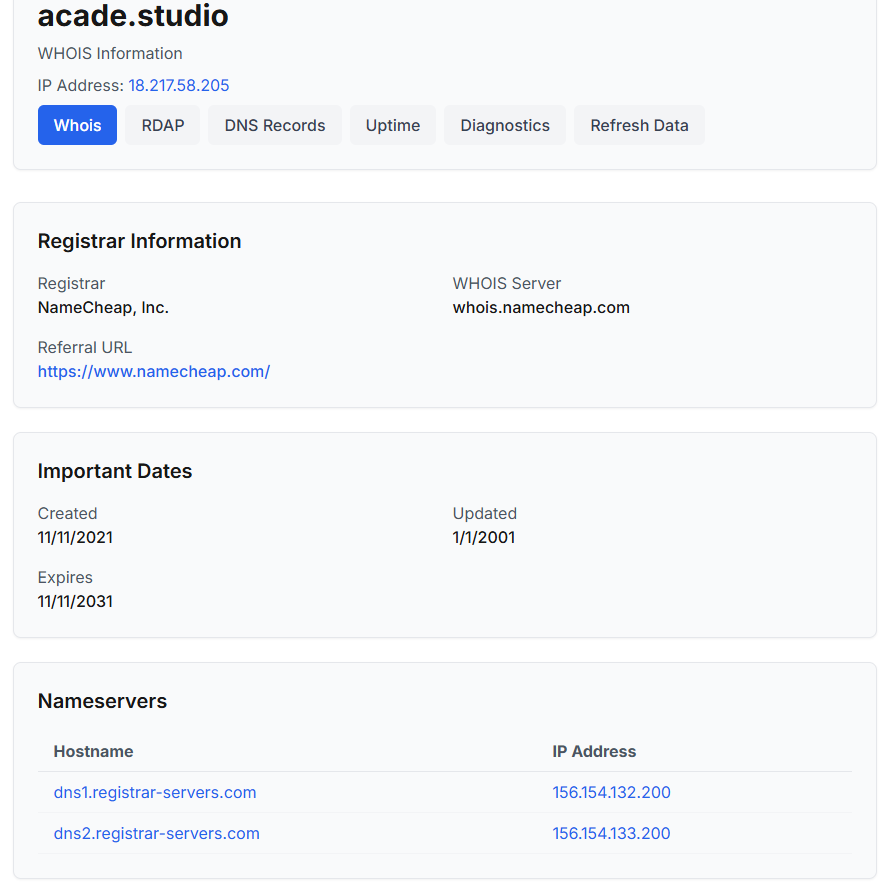 acade.studio
WHOIS Information
IP Address: 18.217.58.205
Whois RDAP DNS Records Uptime Diagnostics Refresh Data
Registrar Information
Registrar WHOIS Server
NameCheap, Inc. whois.namecheap.com
Referral URL
https://www.namecheap.com/
Important Dates
Created Updated
11/11/2021 1/1/2001
Expires
11/11/2031
Nameservers
Hostname IP Address
dns1.registrar-servers.com 156.154.132.200
dns2.registrar-servers.com 156.154.133.200